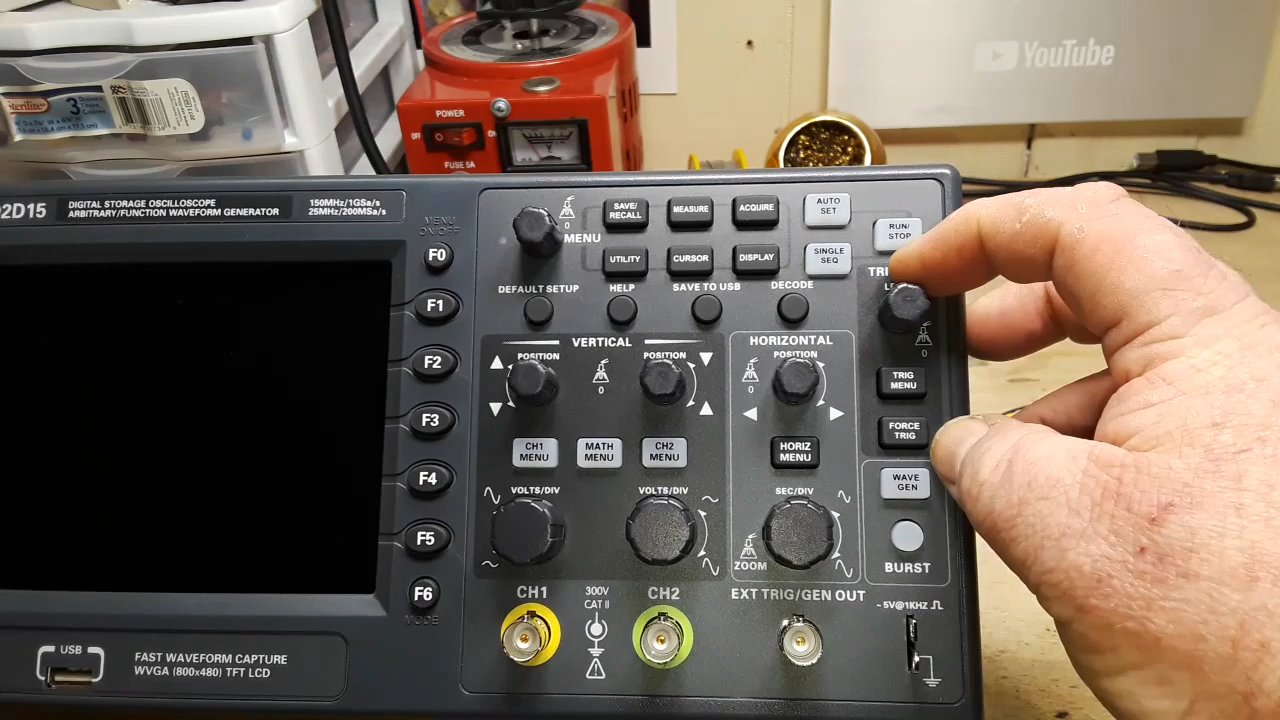 YouTube
Sterilite
3
POWER
OFF
ON
FUSE 5A
V
2D15
DIGITAL STORAGE OSCILLOSCOPE
ARBITRARY/FUNCTION WAVEFORM GENERATOR
150MHz/1GSa/s
25MHz/200MSa/s
MENU
ON/OFF
F0
F1
F2
F3
F4
F5
F6
MODE
0
MENU
SAVE/
RECALL
MEASURE
ACQUIRE
AUTO
SET
RUN/
STOP
UTILITY
CURSOR
DISPLAY
SINGLE
SEQ
DEFAULT SETUP
HELP
SAVE TO USB
DECODE
VERTICAL
POSITION
0
POSITION
CH1
MENU
MATH
MENU
CH2
MENU
VOLTS/DIV
VOLTS/DIV
HORIZONTAL
POSITION
0
HORIZ
MENU
SEC/DIV
ZOOM
TRI
LE
0
TRIG
MENU
FORCE
TRIG
WAVE
GEN
BURST
CH1
300V
CAT II
CH2
EXT TRIG/GEN OUT
~5V@1KHZ
USB
FAST WAVEFORM CAPTURE
WVGA (800x480) TFT LCD